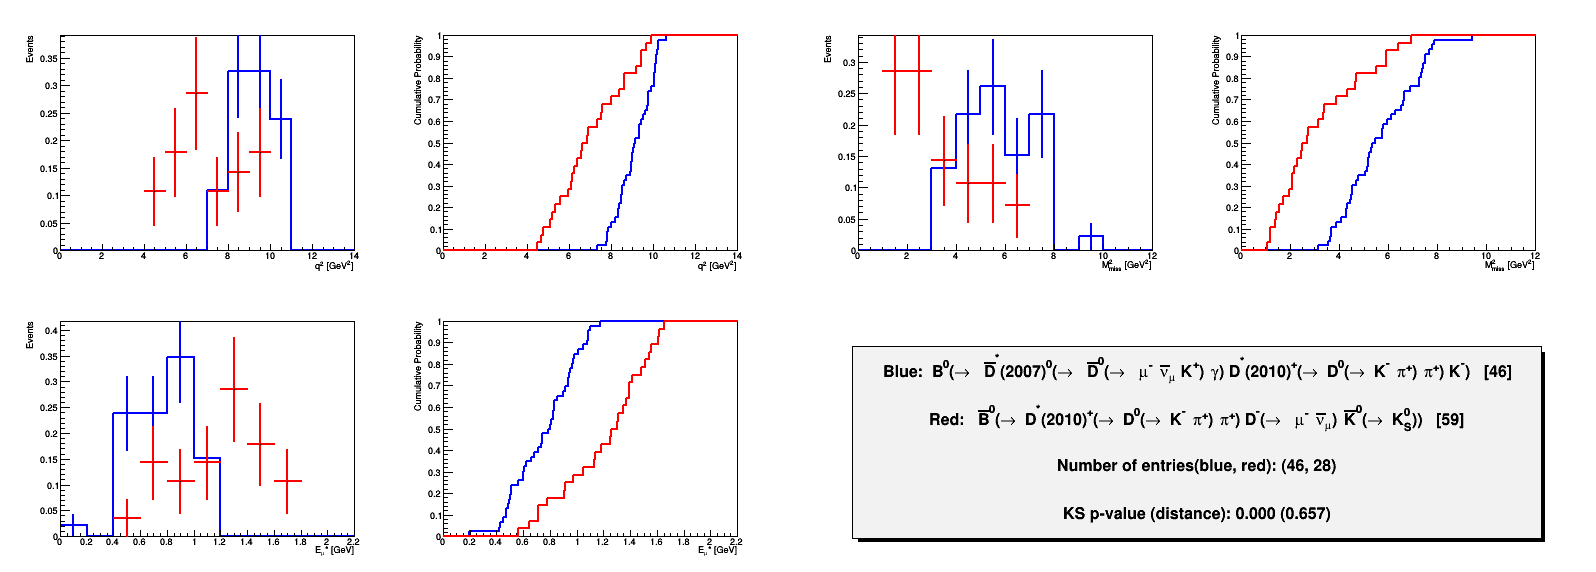 Events
0.35
0.3
0.25
0.2
0.15
0.1
0.05
0
0 2 4 6 8 10 12 14
q² [GeV²]
Cumulative Probability
1
0.9
0.8
0.7
0.6
0.5
0.4
0.3
0.2
0.1
0
0 2 4 6 8 10 12 14
q² [GeV²]
Events
0.3
0.25
0.2
0.15
0.1
0.05
0
0 2 4 6 8 10 12
M²miss [GeV²]
Cumulative Probability
1
0.9
0.8
0.7
0.6
0.5
0.4
0.3
0.2
0.1
0
0 2 4 6 8 10 12
M²miss [GeV²]
Events
0.4
0.35
0.3
0.25
0.2
0.15
0.1
0.05
0
0 0.2 0.4 0.6 0.8 1 1.2 1.4 1.6 1.8 2 2.2
Eμ* [GeV]
Cumulative Probability
1
0.9
0.8
0.7
0.6
0.5
0.4
0.3
0.2
0.1
0
0 0.2 0.4 0.6 0.8 1 1.2 1.4 1.6 1.8 2 2.2
Eμ* [GeV]
Blue: B⁰(→ D̅*(2007)⁰(→ D̅⁰(→ μ⁻ ν̅μ K⁺) γ) D*(2010)⁺(→ D⁰(→ K⁻ π⁺) π⁺) K⁻) [46]
Red: B̅⁰(→ D*(2010)⁺(→ D⁰(→ K⁻ π⁺) π⁺) D⁻(→ μ⁻ ν̅μ) K̅⁰(→ K⁰S)) [59]
Number of entries(blue, red): (46, 28)
KS p-value (distance): 0.000 (0.657)